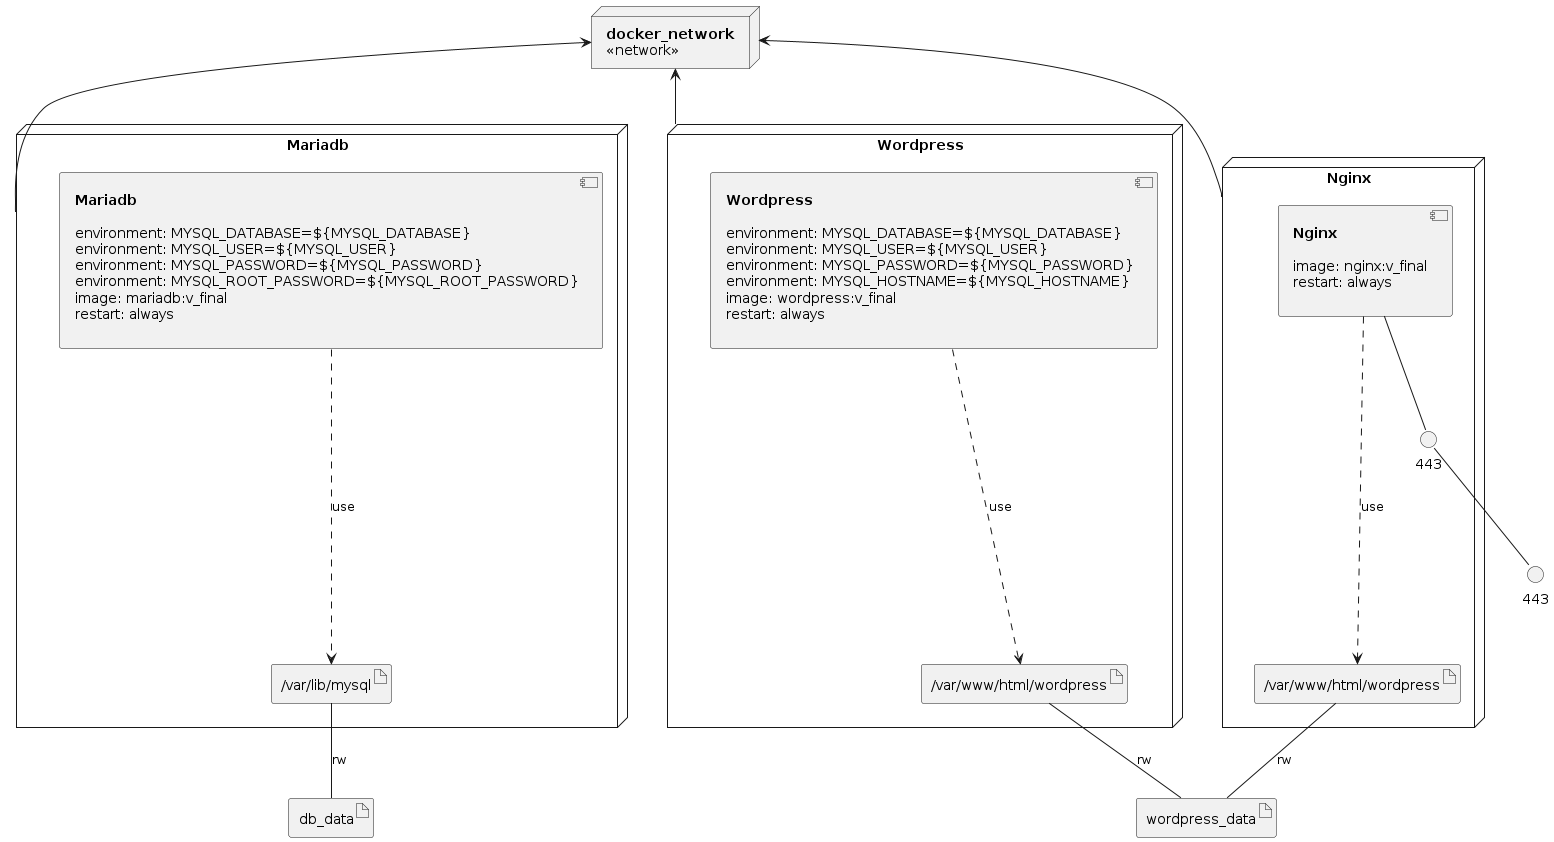 docker_network
«network»
Mariadb
Mariadb
environment: MYSQL_DATABASE=${MYSQL_DATABASE}
environment: MYSQL_USER=${MYSQL_USER}
environment: MYSQL_PASSWORD=${MYSQL_PASSWORD}
environment: MYSQL_ROOT_PASSWORD=${MYSQL_ROOT_PASSWORD}
image: mariadb:v_final
restart: always
use
/var/lib/mysql
rw
db_data
Wordpress
Wordpress
environment: MYSQL_DATABASE=${MYSQL_DATABASE}
environment: MYSQL_USER=${MYSQL_USER}
environment: MYSQL_PASSWORD=${MYSQL_PASSWORD}
environment: MYSQL_HOSTNAME=${MYSQL_HOSTNAME}
image: wordpress:v_final
restart: always
use
/var/www/html/wordpress
rw
Nginx
Nginx
image: nginx:v_final
restart: always
443
use
443
/var/www/html/wordpress
rw
wordpress_data